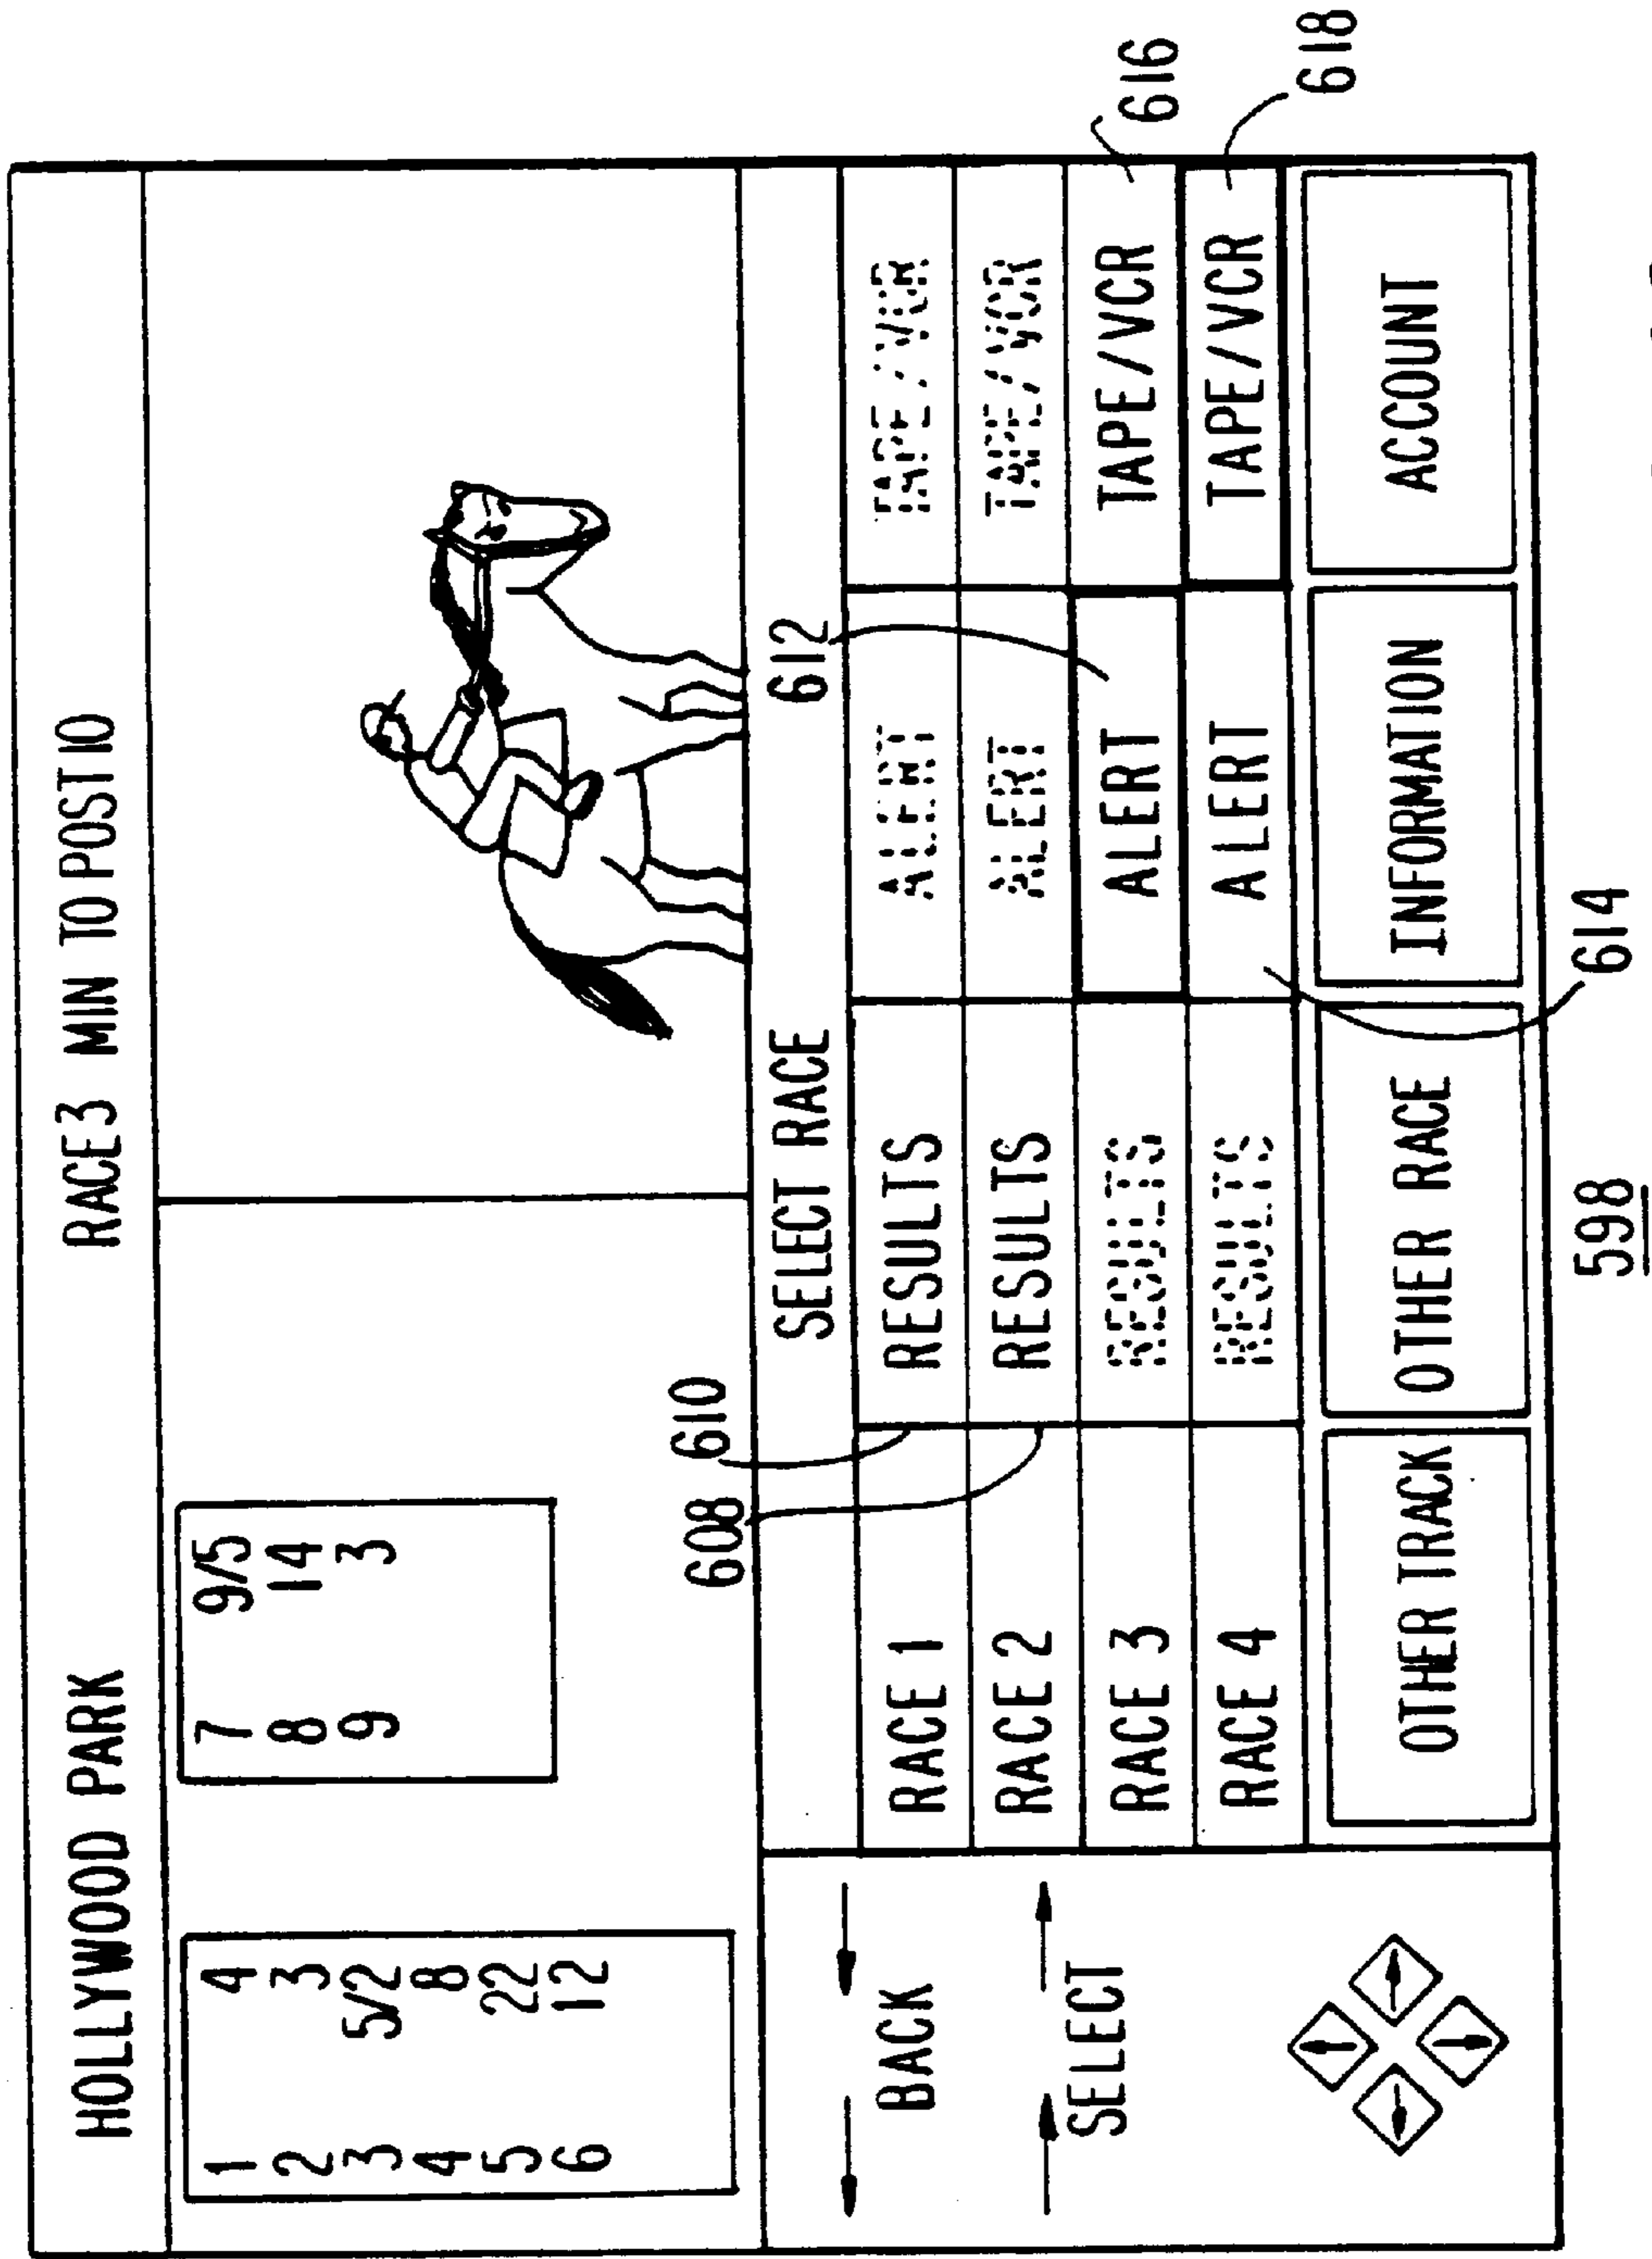 HOLLYWOOD PARK RACE3 MIN TO POST 10
1 4 7 9/5
2 3 8 14
3 5/2 9 3
4 8
5 22
6 12
608 610 612
SELECT RACE
BACK
SELECT
RACE 1 RESULTS ALERT TAPE/VCR
RACE 2 RESULTS ALERT TAPE/VCR
RACE 3 RESULTS ALERT TAPE/VCR 616
RACE 4 RESULTS ALERT TAPE/VCR 618
OTHER TRACK OTHER RACE INFORMATION ACCOUNT
614
598